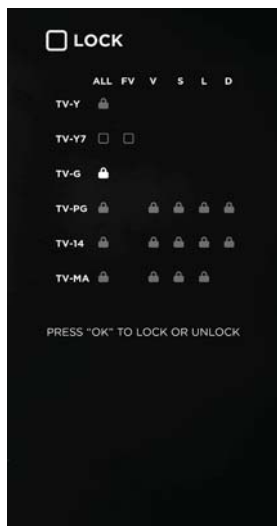 LOCK
ALL FV V S L D
TV-Y
TV-Y7
TV-G
TV-PG
TV-14
TV-MA
PRESS "OK" TO LOCK OR UNLOCK